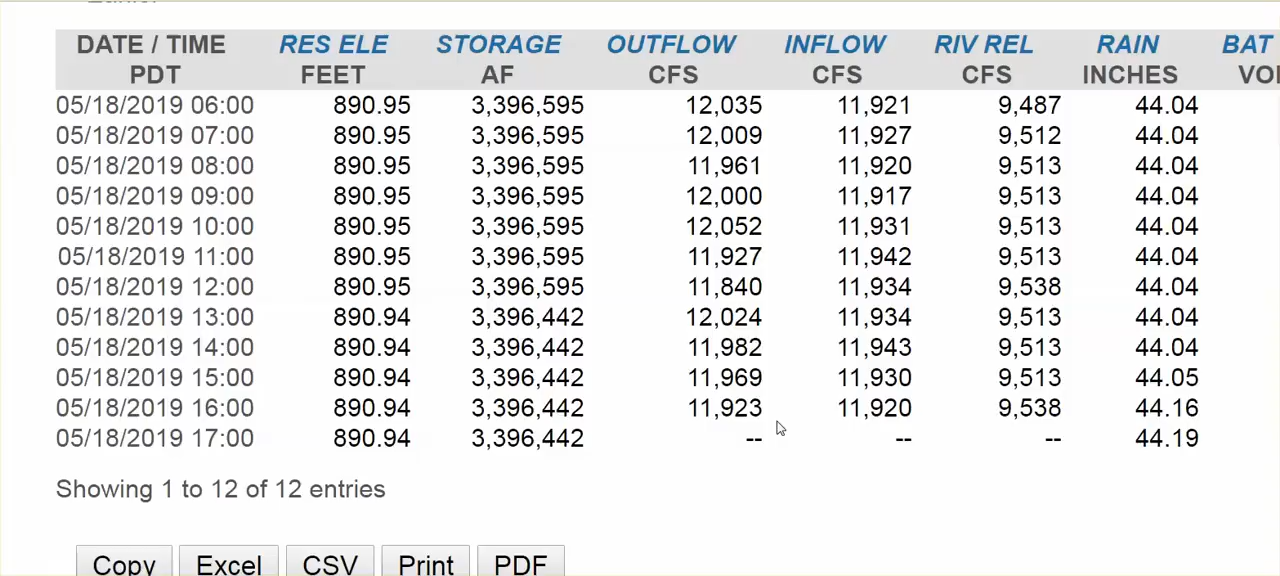 DATE / TIME RES ELE STORAGE OUTFLOW INFLOW RIV REL RAIN BAT
PDT FEET AF CFS CFS CFS INCHES VO
05/18/2019 06:00 890.95 3,396,595 12,035 11,921 9,487 44.04
05/18/2019 07:00 890.95 3,396,595 12,009 11,927 9,512 44.04
05/18/2019 08:00 890.95 3,396,595 11,961 11,920 9,513 44.04
05/18/2019 09:00 890.95 3,396,595 12,000 11,917 9,513 44.04
05/18/2019 10:00 890.95 3,396,595 12,052 11,931 9,513 44.04
05/18/2019 11:00 890.95 3,396,595 11,927 11,942 9,513 44.04
05/18/2019 12:00 890.95 3,396,595 11,840 11,934 9,538 44.04
05/18/2019 13:00 890.94 3,396,442 12,024 11,934 9,513 44.04
05/18/2019 14:00 890.94 3,396,442 11,982 11,943 9,513 44.04
05/18/2019 15:00 890.94 3,396,442 11,969 11,930 9,513 44.05
05/18/2019 16:00 890.94 3,396,442 11,923 11,920 9,538 44.16
05/18/2019 17:00 890.94 3,396,442 -- -- -- 44.19
Showing 1 to 12 of 12 entries
Copy Excel CSV Print PDF